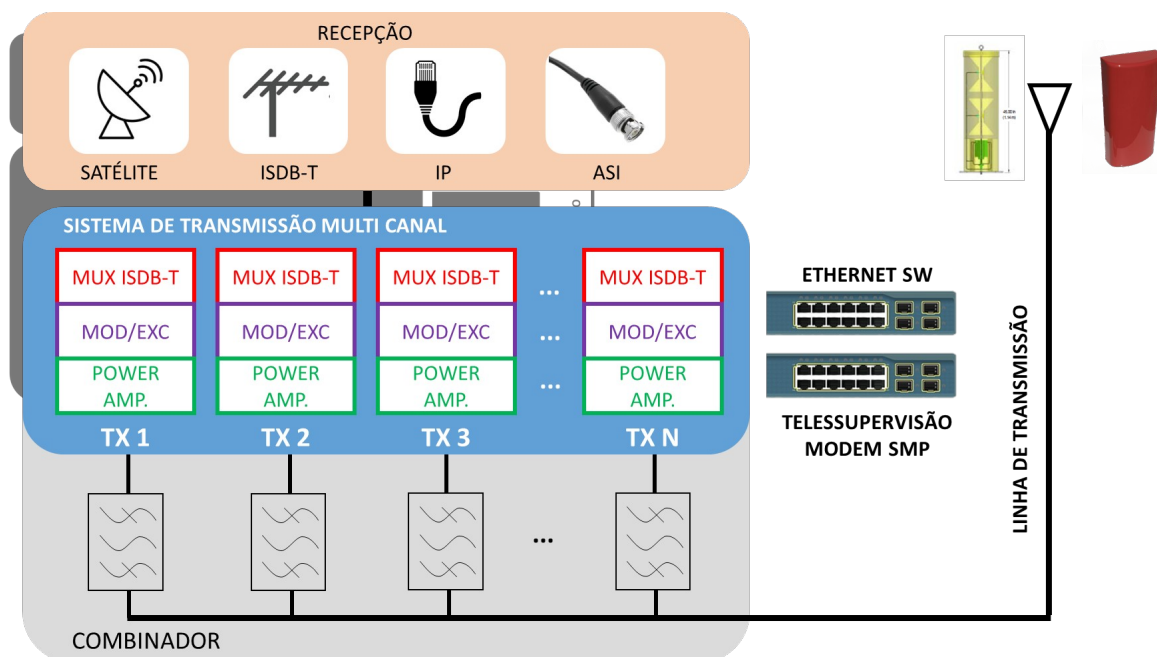 RECEPÇÃO
SATÉLITE
ISDB-T
IP
ASI
SISTEMA DE TRANSMISSÃO MULTI CANAL
MUX ISDB-T
MUX ISDB-T
MUX ISDB-T
...
MUX ISDB-T
MOD/EXC
MOD/EXC
MOD/EXC
...
MOD/EXC
POWER
AMP.
POWER
AMP.
POWER
AMP.
...
POWER
AMP.
TX 1
TX 2
TX 3
TX N
...
COMBINADOR
ETHERNET SW
TELESSUPERVISÃO
MODEM SMP
LINHA DE TRANSMISSÃO